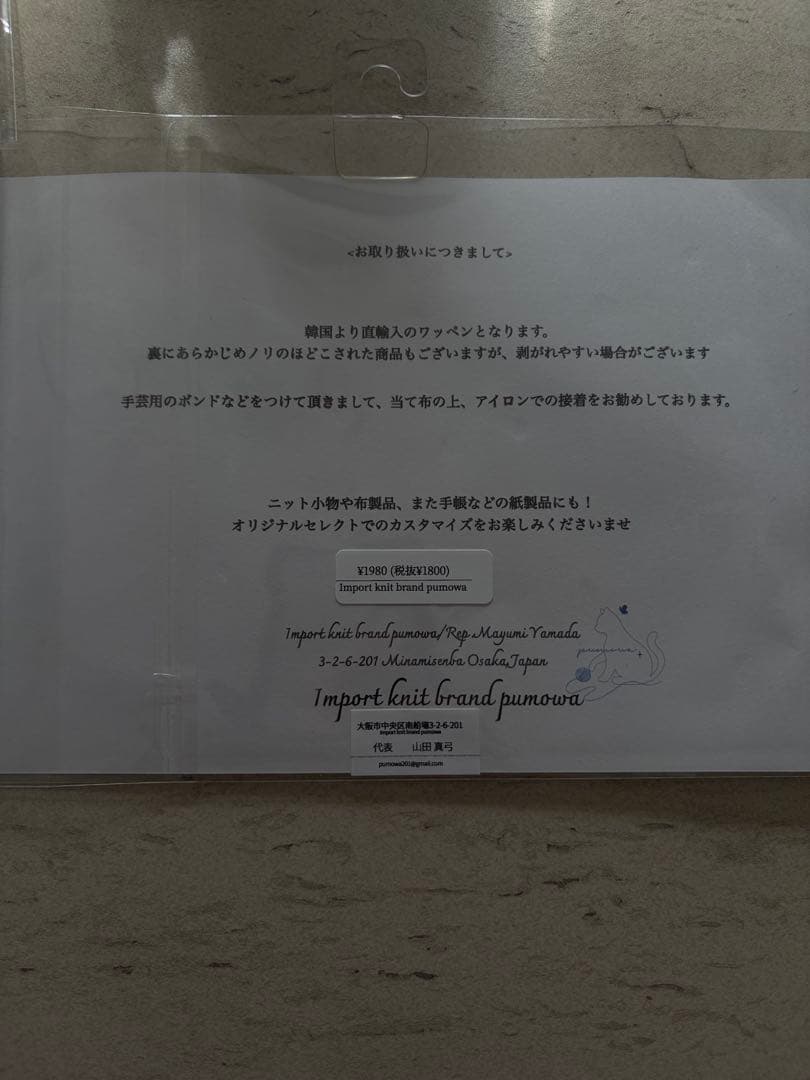 <お取り扱いにつきまして>
韓国より直輸入のワッペンとなります。
裏にあらかじめノリのほどこされた商品もございますが、剥がれやすい場合がございます
手芸用のボンドなどをつけて頂きまして、当て布の上、アイロンでの接着をお勧めしております。
ニット小物や布製品、また手帳などの紙製品にも！
オリジナルセレクトでのカスタマイズをお楽しみくださいませ
¥1980 (税抜¥1800)
Import knit brand pumowa
Import knit brand pumowa/Rep Mayumi Yamada
3-2-6-201 Minamisenba Osaka,Japan
pumowa
Import knit brand pumowa
大阪市中央区南船場3-2-6-201
Import knit brand pumowa
代表 山田 真弓
pumowa201@gmail.com